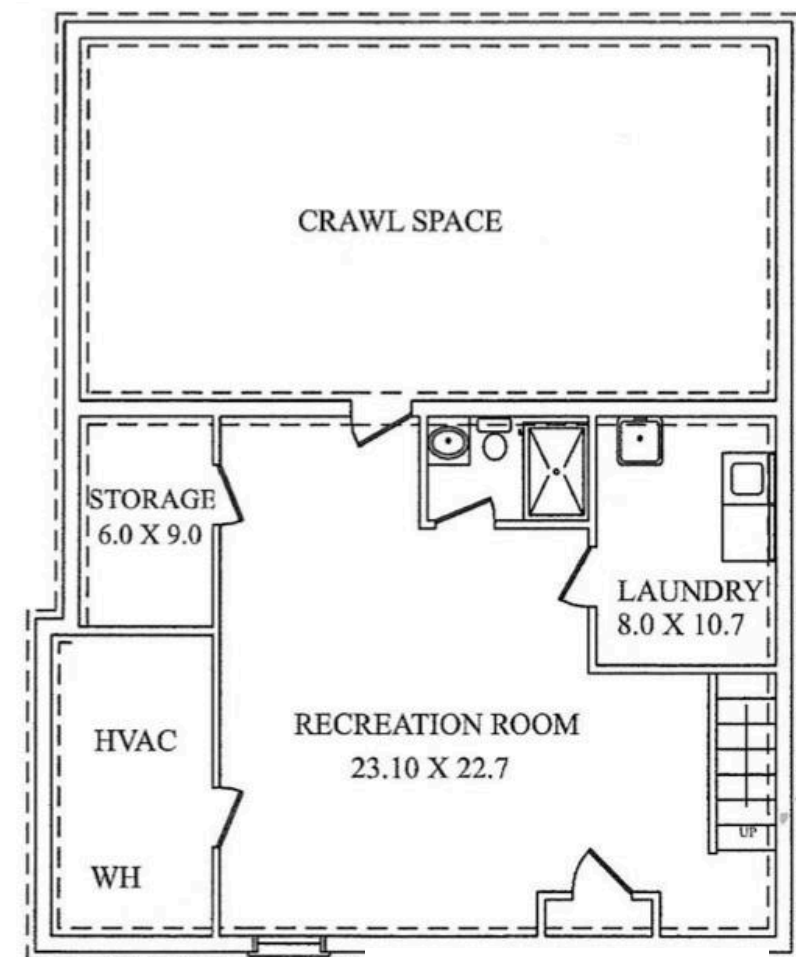 CRAWL SPACE
STORAGE
6.0 X 9.0
LAUNDRY
8.0 X 10.7
HVAC
RECREATION ROOM
23.10 X 22.7
UP
WH